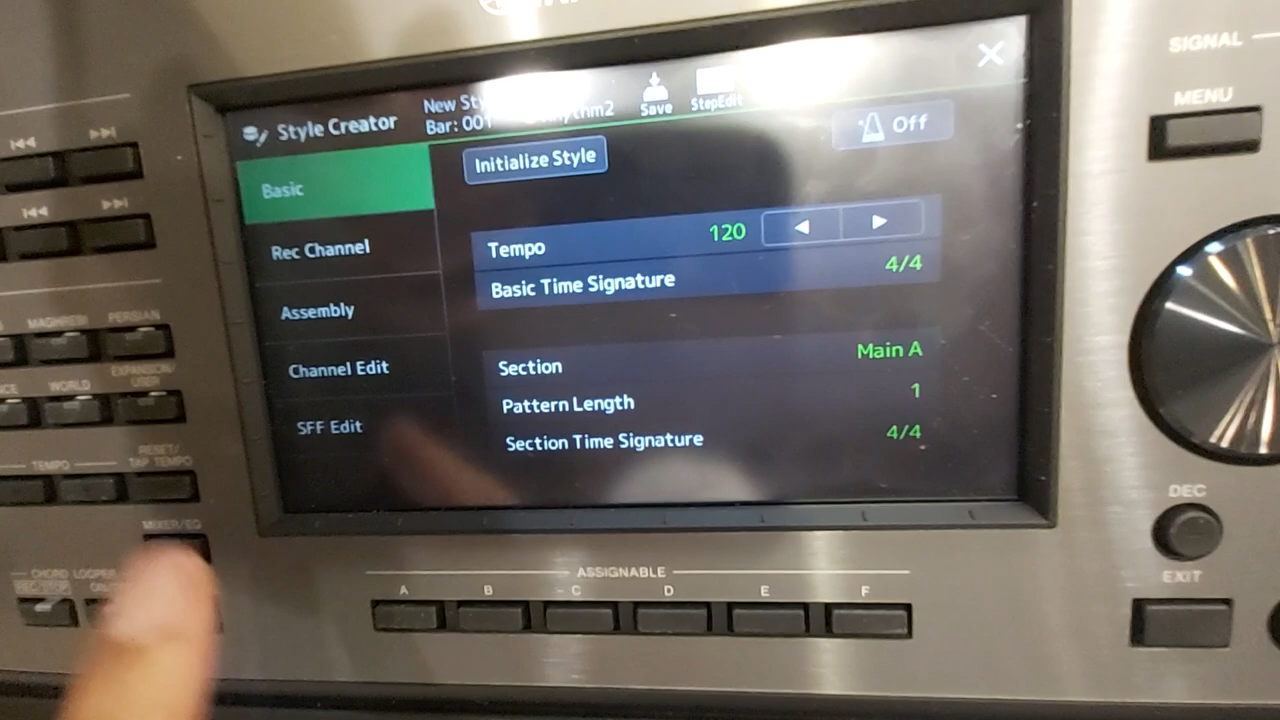 SIGNAL
MENU
Style Creator
New Sty
Bar: 001
Rhythm2
Save
StepEdit
Off
Initialize Style
Basic
Rec Channel
Assembly
Channel Edit
SFF Edit
Tempo 120
Basic Time Signature 4/4
Section Main A
Pattern Length 1
Section Time Signature 4/4
MAGHREBI PERSIAN
WORLD EXPANSION/
USER
TEMPO RESET/
TAP TEMPO
MIXER/EQ
CHORD LOOPER
ASSIGNABLE
A B C D E F
DEC
EXIT